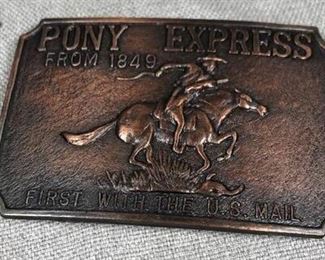 PONY EXPRESS
FROM 1849
FIRST WITH THE U.S. MAIL